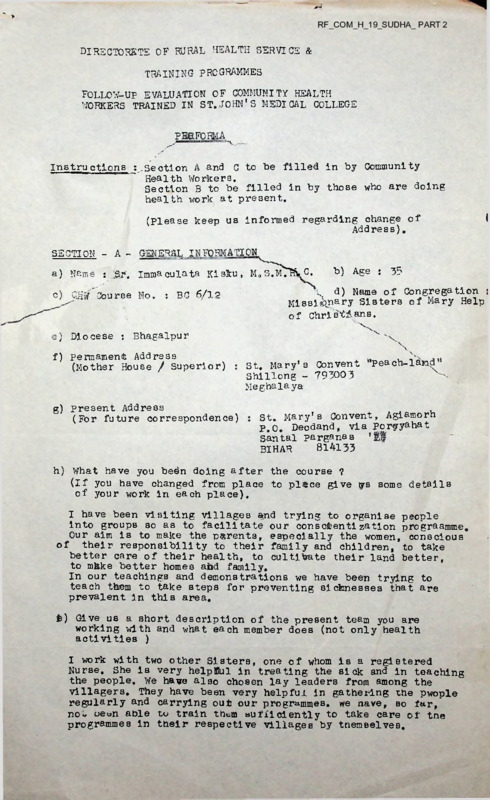 RF_COM_H_19_SUDHA_ PART 2
DIRECTORATE OF RURAL HEALTH SERVICE &
TRAINING PROGRAMMES
FOLLOW-UP EVALUATION OF COMMUNITY HEALTH
WORKERS TRAINED IN ST.JOHN'S MEDICAL COLLEGE
PERFORMA
Instructions : Section A and C to be filled in by Community
Health Workers.
Section B to be filled in by those who are doing
health work at present.
(Please keep us informed regarding change of
Address).
SECTION - A - GENERAL INFORMATION
a) Name : Sr. Immaculata Kisku, M.S.M.H.C. b) Age : 35
c) CHW Course No. : BC 6/12 d) Name of Congregation :
Missionary Sisters of Mary Help
of Christians.
e) Diocese : Bhagalpur
f) Permanent Address
(Mother House / Superior) : St. Mary's Convent "Peach-land"
Shillong - 793003
Meghalaya
g) Present Address
(For future correspondence) : St. Mary's Convent, Agiamorh
P.O. Deodand, via Poreyahat
Santal Parganas
BIHAR 814133
h) What have you been doing after the course ?
(If you have changed from place to place give us some details
of your work in each place).
I have been visiting villages and trying to organise people
into groups so as to facilitate our conscientization programme.
Our aim is to make the parents, especially the women, conscious
of their responsibility to their family and children, to take
better care of their health, to cultivate their land better,
to make better homes and family.
In our teachings and demonstrations we have been trying to
teach them to take steps for preventing sicknesses that are
prevalent in this area.
Give us a short description of the present team you are
working with and what each member does (not only health
activities )
I work with two other Sisters, one of whom is a registered
Nurse. She is very helpful in treating the sick and in teaching
the people. We have also chosen lay leaders from among the
villagers. They have been very helpful in gathering the pwople
regularly and carrying out our programmes. we have, so far,
not been able to train them sufficiently to take care of the
programmes in their respective villages by themselves.